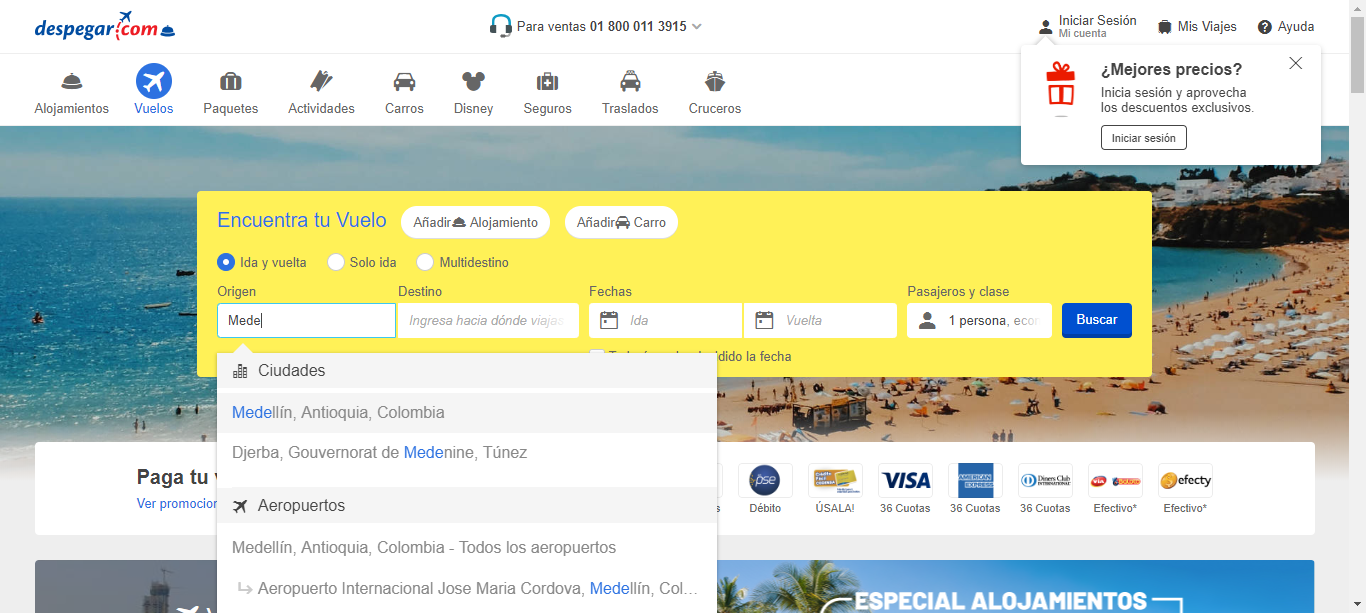 despegar.com
Para ventas 01 800 011 3915
Iniciar Sesión
Mi cuenta
Mis Viajes
Ayuda
Alojamientos
Vuelos
Paquetes
Actividades
Carros
Disney
Seguros
Traslados
Cruceros
¿Mejores precios?
Inicia sesión y aprovecha
los descuentos exclusivos.
Iniciar sesión
Encuentra tu Vuelo
Añadir Alojamiento
Añadir Carro
Ida y vuelta
Solo ida
Multidestino
Origen
Destino
Fechas
Pasajeros y clase
Mede
Ingresa hacia dónde viajas
Ida
Vuelta
1 persona, econ
Buscar
dido la fecha
Ciudades
Medellín, Antioquia, Colombia
Djerba, Gouvernorat de Medenine, Túnez
Aeropuertos
Medellín, Antioquia, Colombia - Todos los aeropuertos
Aeropuerto Internacional Jose Maria Cordova, Medellín, Col...
Paga tu v
Ver promocion
pse
VISA
AMERICAN EXPRESS
Diners Club
INTERNATIONAL
via
efecty
s
Débito
ÚSALA!
36 Cuotas
36 Cuotas
36 Cuotas
Efectivo*
Efectivo*
ESPECIAL ALOJAMIENTOS